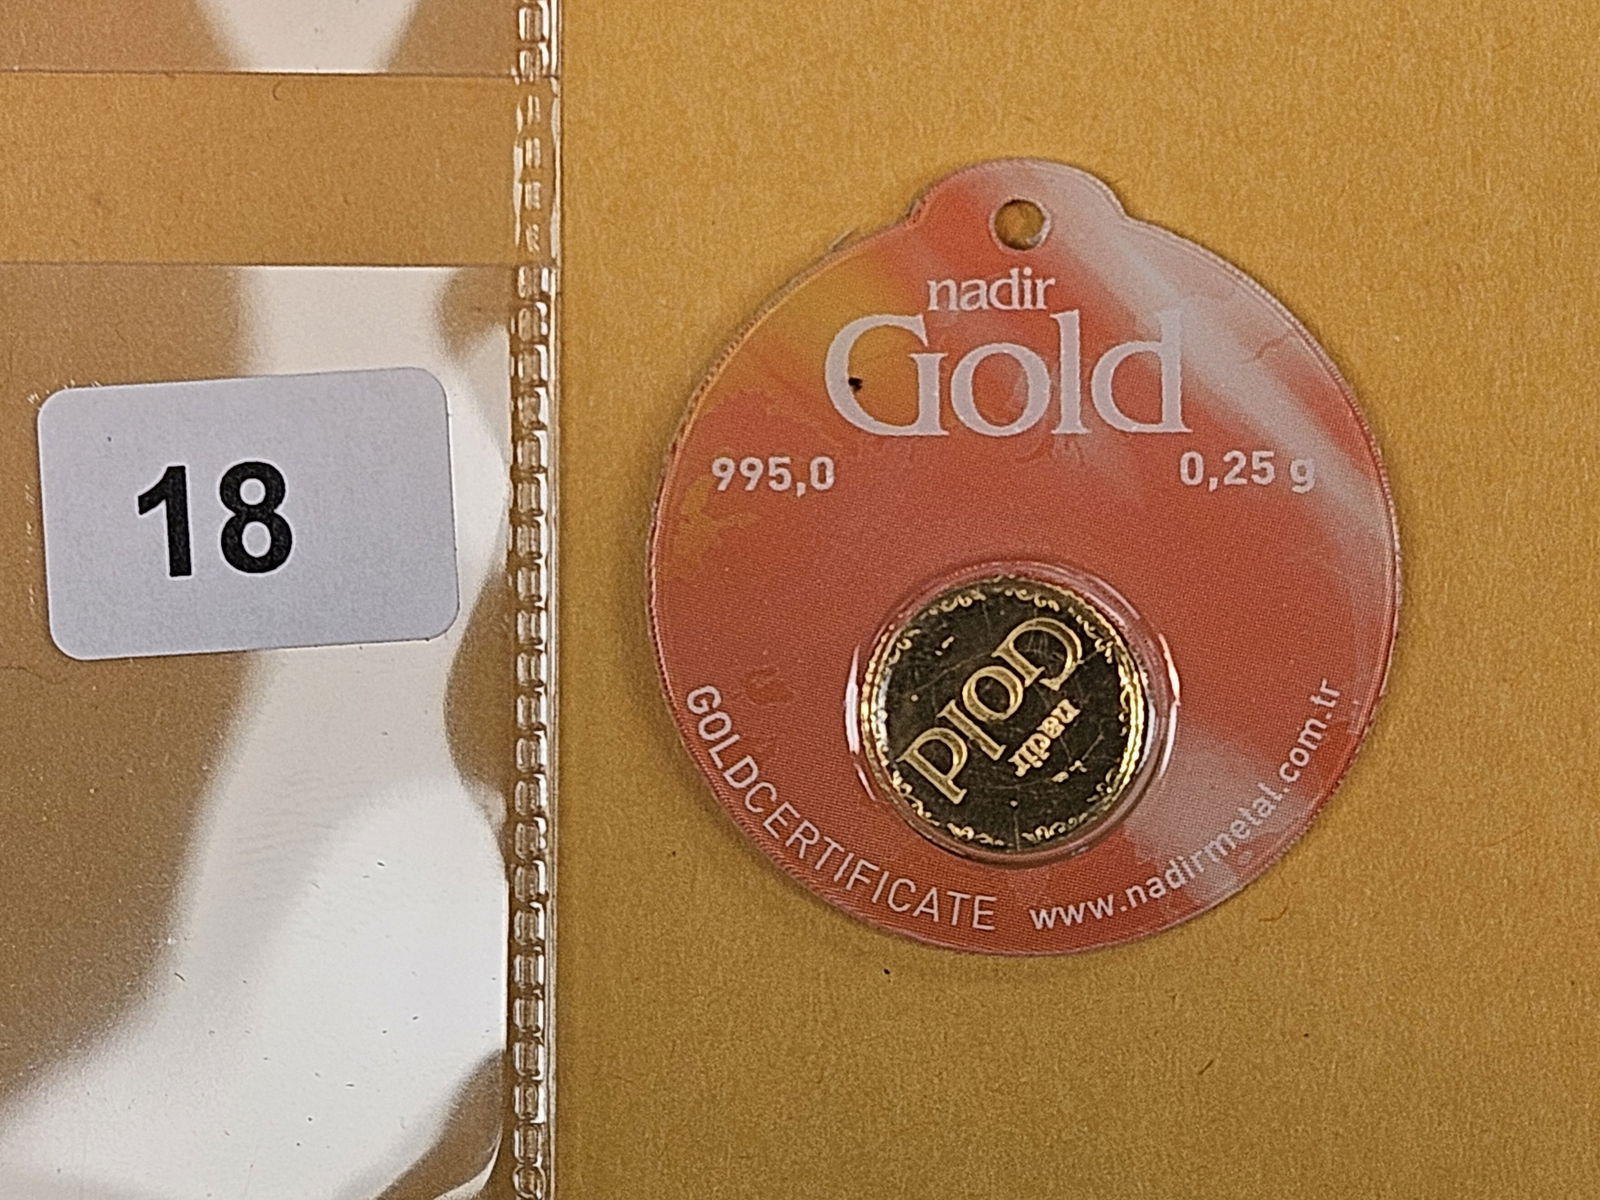 18
nadir
Gold
995,0
0,25 g
Gold
nadir
GOLDCERTIFICATE
www.nadirmetal.com.tr